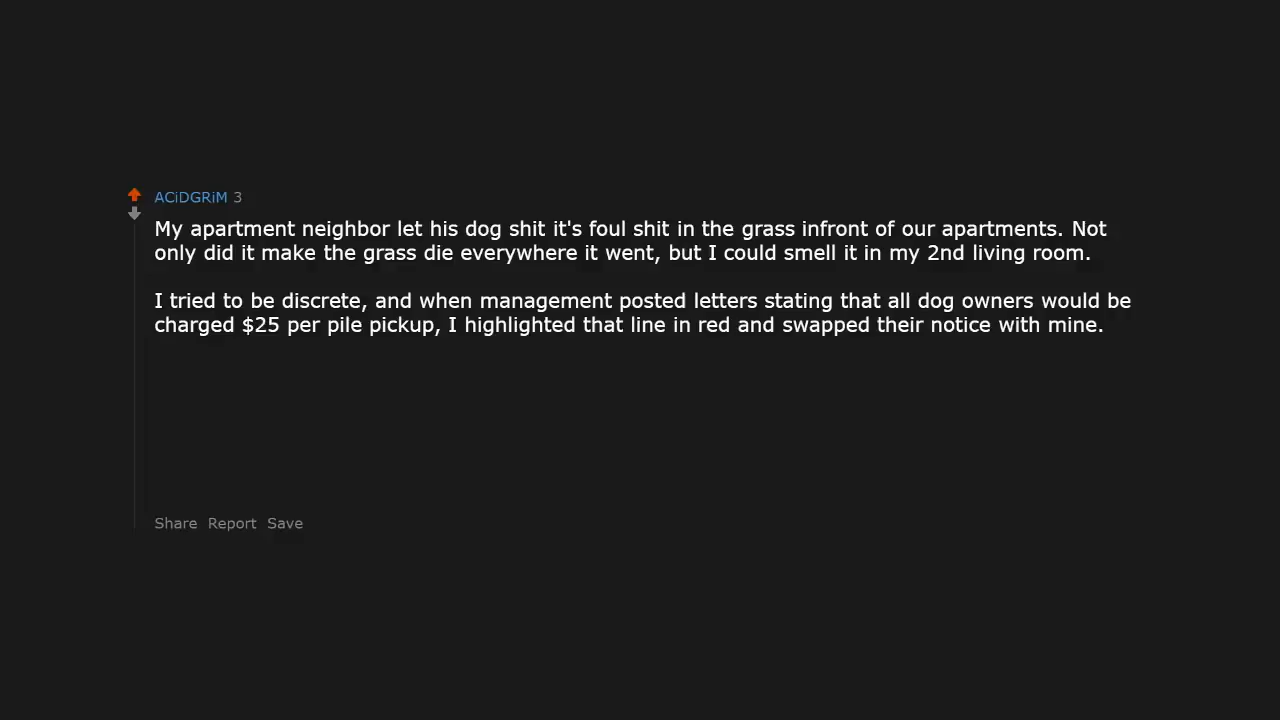 ACiDGRiM 3
My apartment neighbor let his dog shit it's foul shit in the grass infront of our apartments. Not
only did it make the grass die everywhere it went, but I could smell it in my 2nd living room.
I tried to be discrete, and when management posted letters stating that all dog owners would be
charged $25 per pile pickup, I highlighted that line in red and swapped their notice with mine.
Share Report Save